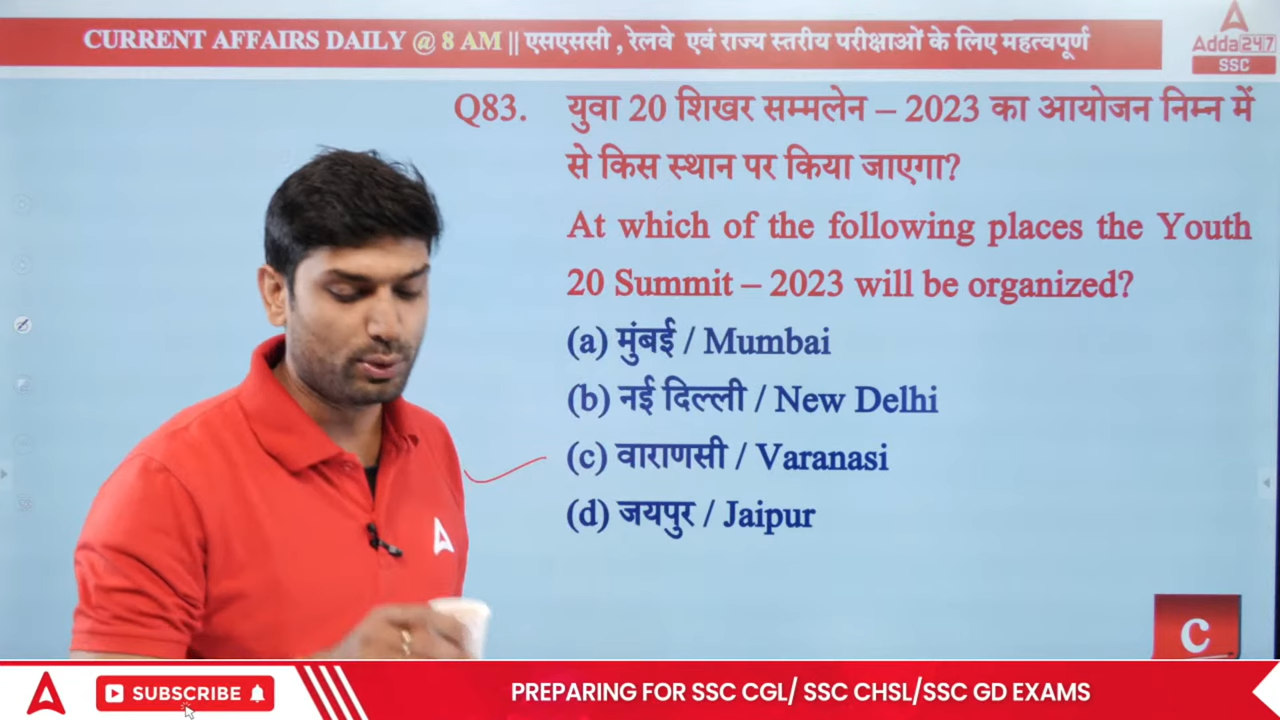 CURRENT AFFAIRS DAILY @ 8 AM || एसएससी , रेलवे एवं राज्य स्तरीय परीक्षाओं के लिए महत्वपूर्ण
Adda247
SSC
Q83. युवा 20 शिखर सम्मलेन – 2023 का आयोजन निम्न में
से किस स्थान पर किया जाएगा?
At which of the following places the Youth
20 Summit – 2023 will be organized?
(a) मुंबई / Mumbai
(b) नई दिल्ली / New Delhi
(c) वाराणसी / Varanasi
(d) जयपुर / Jaipur
c
SUBSCRIBE
PREPARING FOR SSC CGL/ SSC CHSL/SSC GD EXAMS